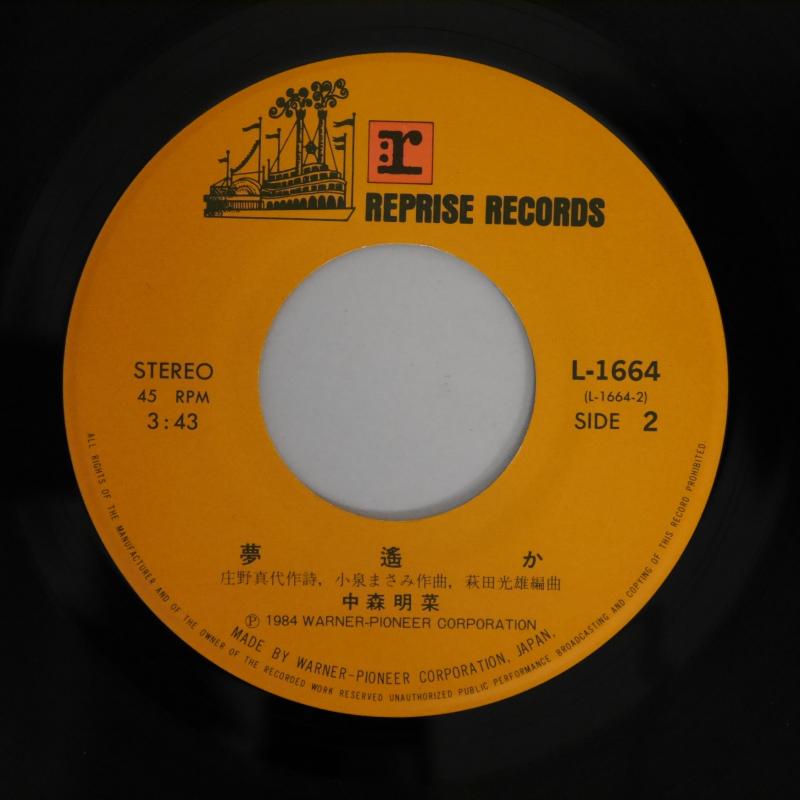 r
REPRISE RECORDS
STEREO
45 RPM
3:43
L-1664
(L-1664-2)
SIDE 2
夢遙か
庄野真代作詩, 小泉まさみ作曲, 萩田光雄編曲
中森明菜
Ⓟ 1984 WARNER-PIONEER CORPORATION
MADE BY WARNER-PIONEER CORPORATION, JAPAN,
ALL RIGHTS OF THE MANUFACTURER AND OF THE OWNER OF THE RECORDED WORK RESERVED UNAUTHORIZED PUBLIC PERFORMANCE BROADCASTING AND COPYING OF THIS RECORD PROHIBITED.